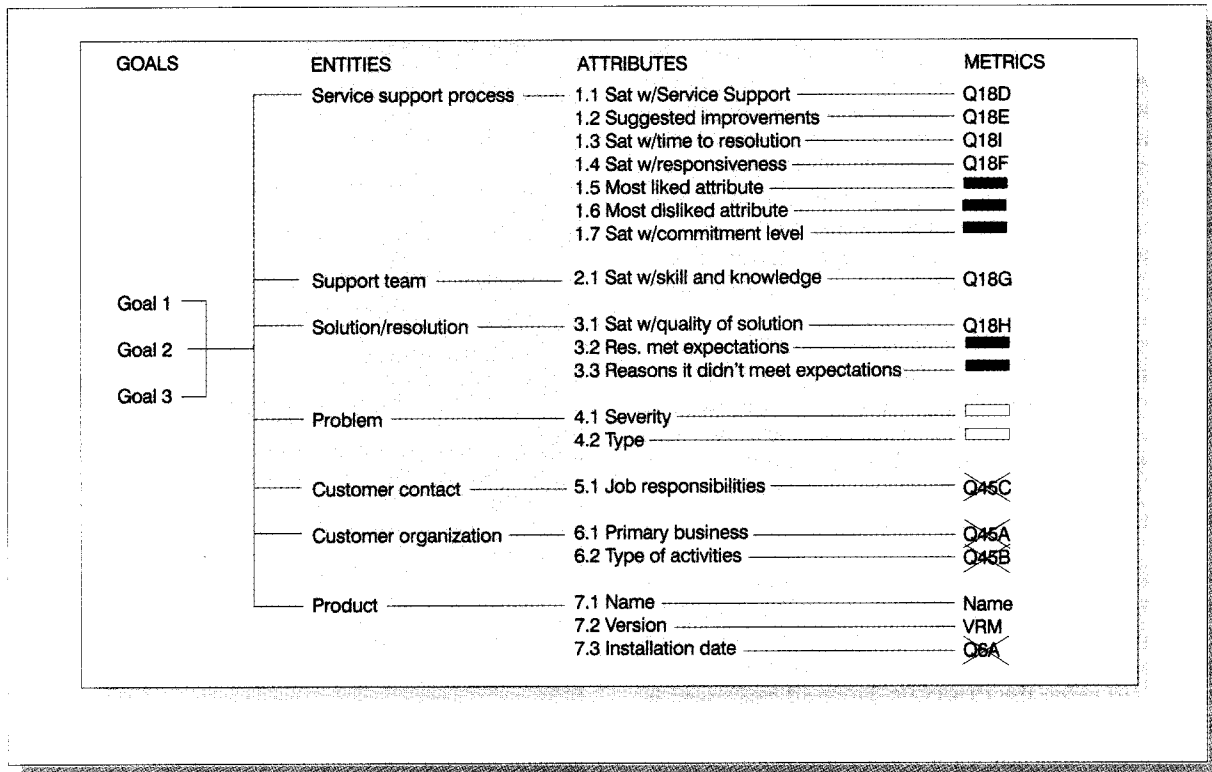 GOALS ENTITIES ATTRIBUTES METRICS
Service support process 1.1 Sat w/Service Support Q18D
1.2 Suggested improvements Q18E
1.3 Sat w/time to resolution Q18I
1.4 Sat w/responsiveness Q18F
1.5 Most liked attribute
1.6 Most disliked attribute
1.7 Sat w/commitment level
Support team 2.1 Sat w/skill and knowledge Q18G
Goal 1
Solution/resolution 3.1 Sat w/quality of solution Q18H
Goal 2 3.2 Res. met expectations
3.3 Reasons it didn't meet expectations
Goal 3
Problem 4.1 Severity
4.2 Type
Customer contact 5.1 Job responsibilities Q45C
Customer organization 6.1 Primary business Q45A
6.2 Type of activities Q45B
Product 7.1 Name Name
7.2 Version VRM
7.3 Installation date Q6A